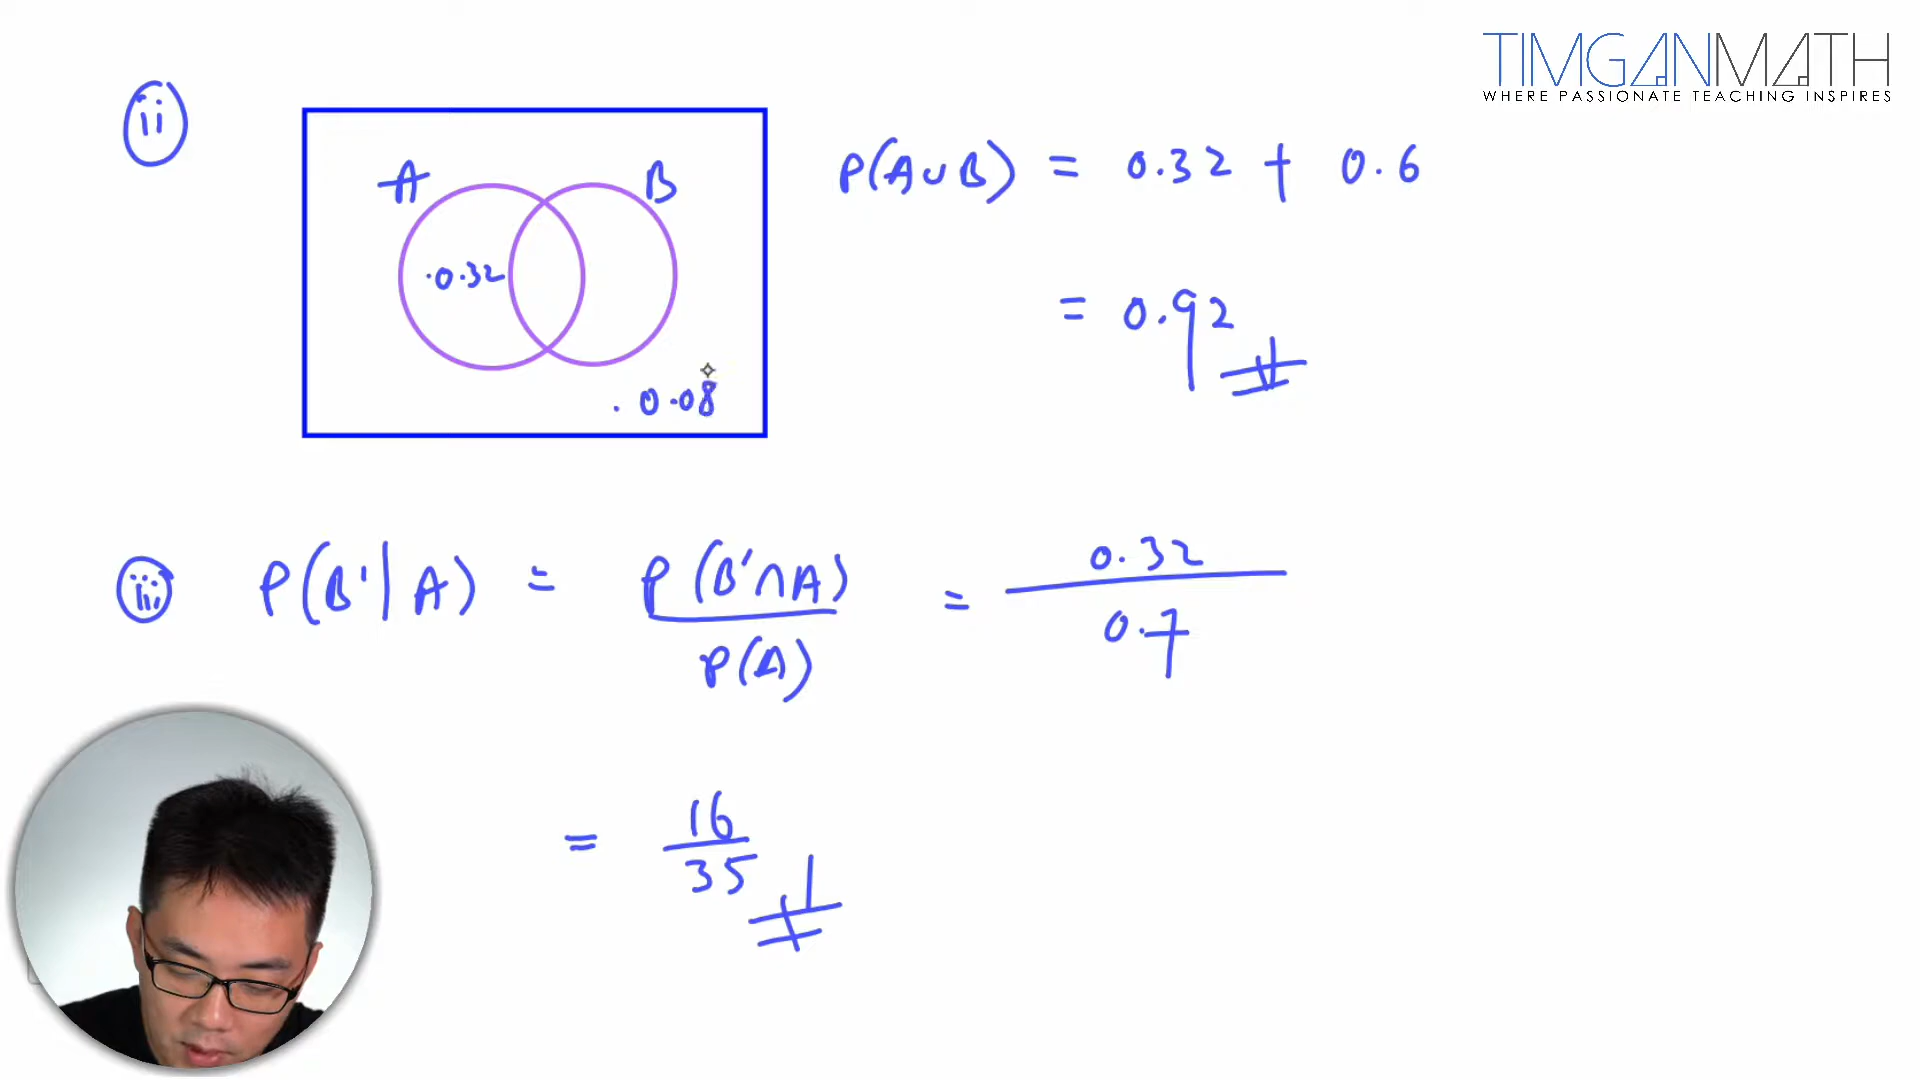 TIMGANMATH
WHERE PASSIONATE TEACHING INSPIRES
ii
A
B
.0.32
. 0.08
P(A∪B) = 0.32 + 0.6
= 0.92
iii P(B'|A) = P(B'∩A) / P(A) = 0.32 / 0.7
= 16 / 35